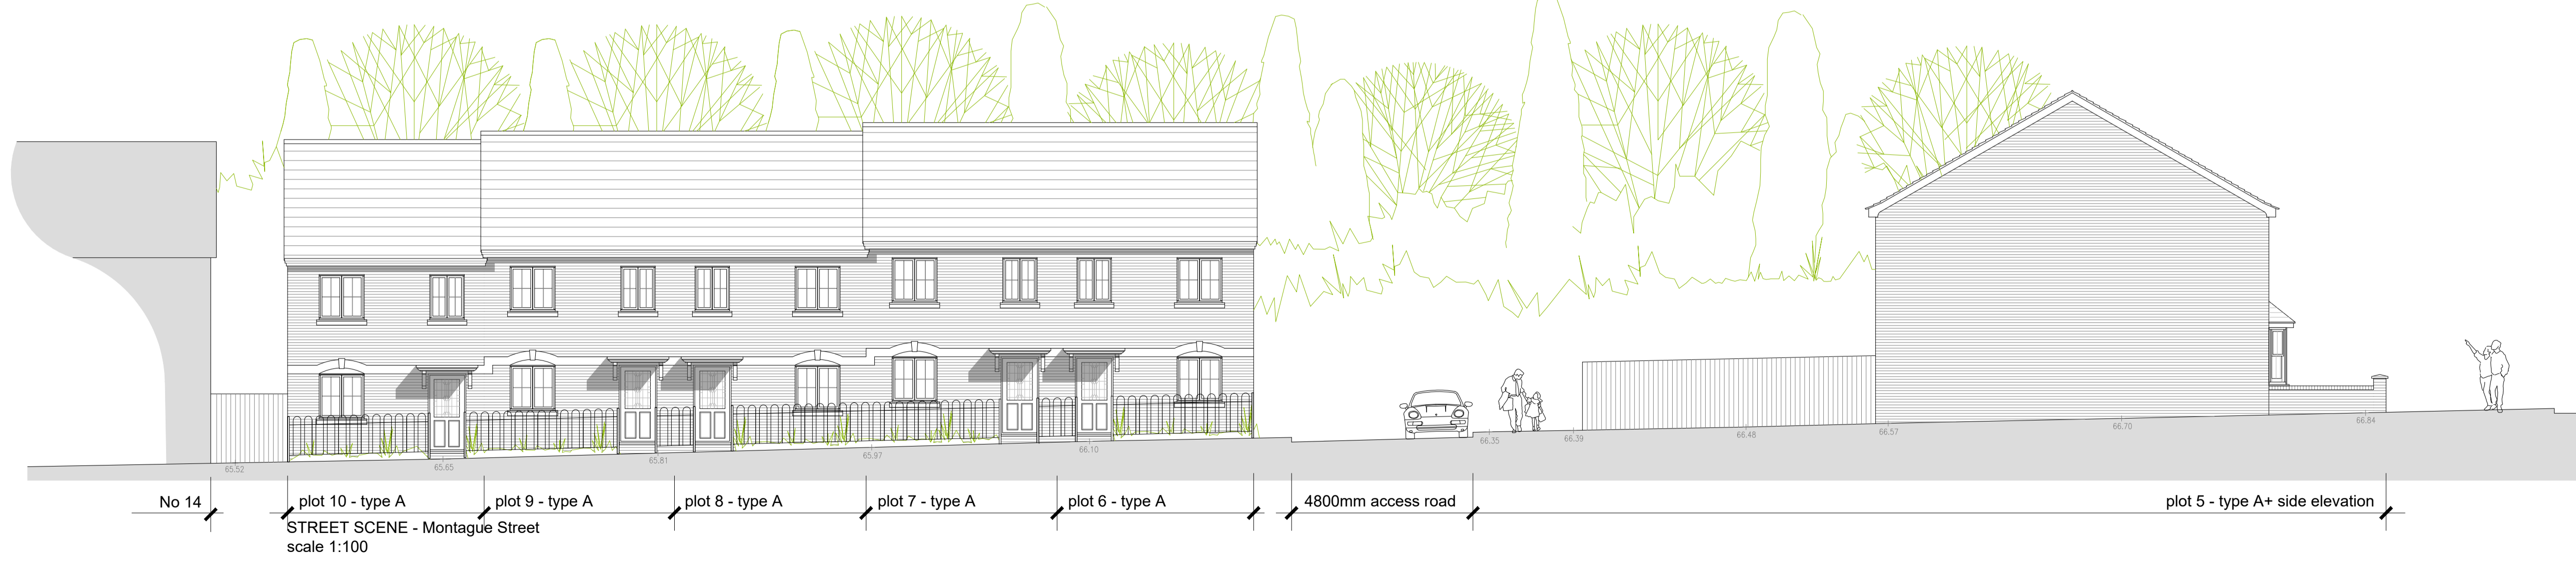 65.52
65.65
65.81
65.97
66.10
66.35
66.39
66.48
66.57
66.70
66.84
No 14
plot 10 - type A
plot 9 - type A
plot 8 - type A
plot 7 - type A
plot 6 - type A
4800mm access road
plot 5 - type A+ side elevation
STREET SCENE - Montague Street
scale 1:100